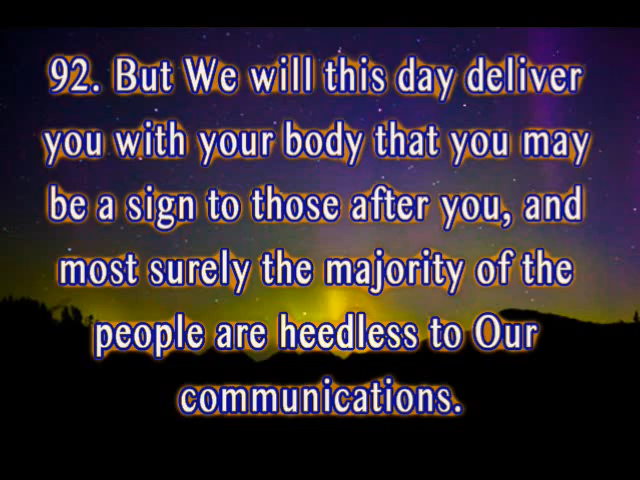 92. But We will this day deliver
you with your body that you may
be a sign to those after you, and
most surely the majority of the
people are heedless to Our
communications.